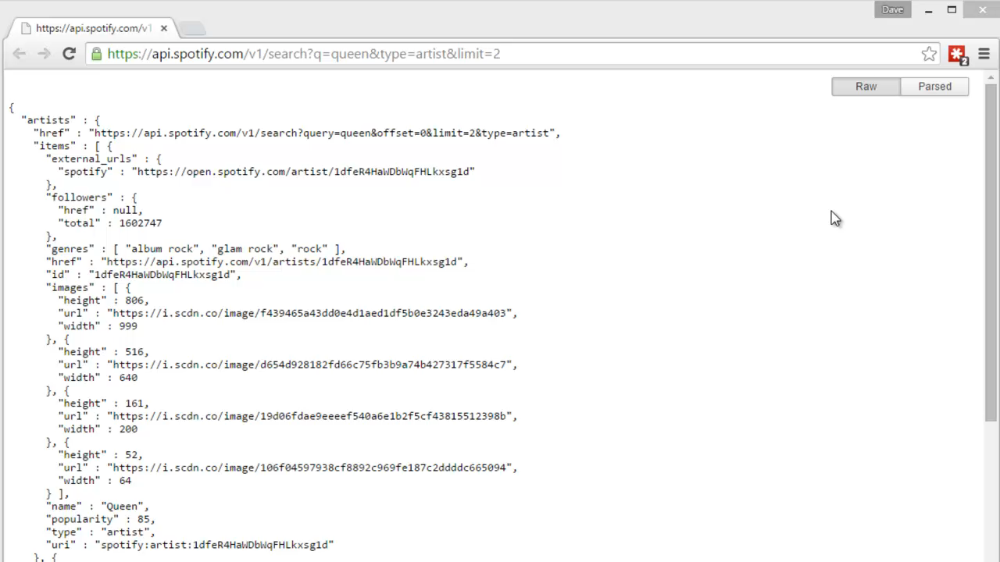 Dave
https://api.spotify.com/v1
https://api.spotify.com/v1/search?q=queen&type=artist&limit=2
2
Raw
Parsed
{
"artists" : {
"href" : "https://api.spotify.com/v1/search?query=queen&offset=0&limit=2&type=artist",
"items" : [ {
"external_urls" : {
"spotify" : "https://open.spotify.com/artist/1dfeR4HaWDbWqFHLkxsg1d"
},
"followers" : {
"href" : null,
"total" : 1602747
},
"genres" : [ "album rock", "glam rock", "rock" ],
"href" : "https://api.spotify.com/v1/artists/1dfeR4HaWDbWqFHLkxsg1d",
"id" : "1dfeR4HaWDbWqFHLkxsg1d",
"images" : [ {
"height" : 806,
"url" : "https://i.scdn.co/image/f439465a43dd0e4d1aed1df5b0e3243eda49a403",
"width" : 999
}, {
"height" : 516,
"url" : "https://i.scdn.co/image/d654d928182fd66c75fb3b9a74b427317f5584c7",
"width" : 640
}, {
"height" : 161,
"url" : "https://i.scdn.co/image/19d06fdae9eeeef540a6e1b2f5cf43815512398b",
"width" : 200
}, {
"height" : 52,
"url" : "https://i.scdn.co/image/106f04597938cf8892c969fe187c2ddddc665094",
"width" : 64
} ],
"name" : "Queen",
"popularity" : 85,
"type" : "artist",
"uri" : "spotify:artist:1dfeR4HaWDbWqFHLkxsg1d"
}, {